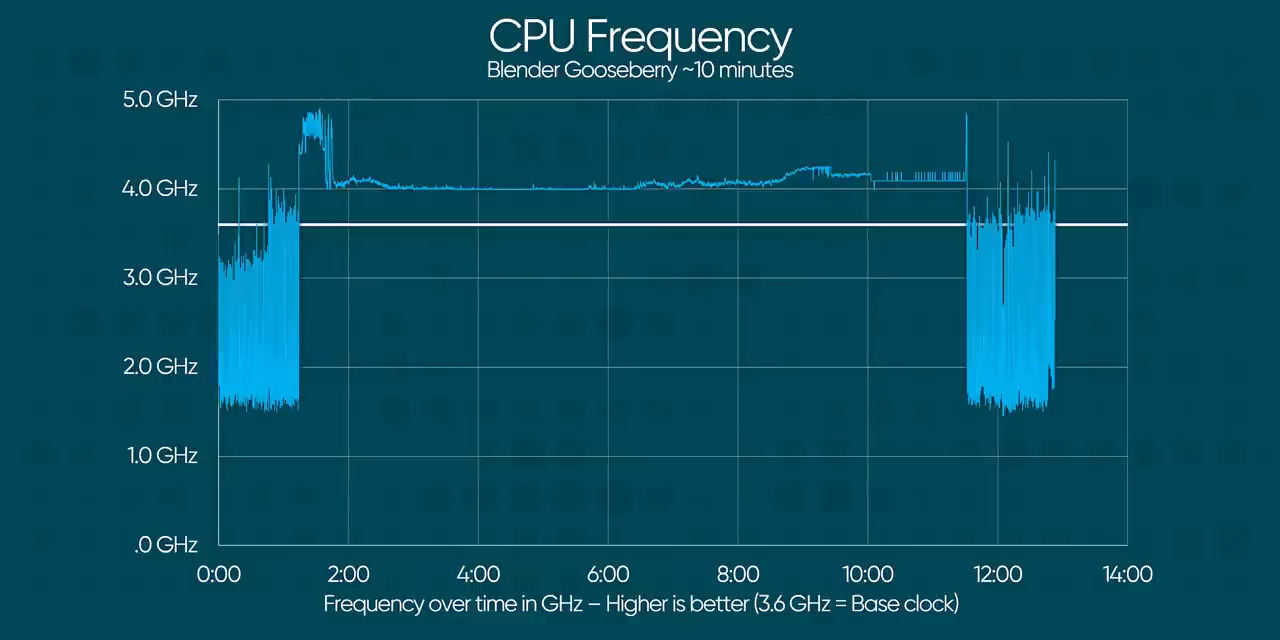 CPU Frequency
Blender Gooseberry ~10 minutes
5.0 GHz
4.0 GHz
3.0 GHz
2.0 GHz
1.0 GHz
.0 GHz
0:00 2:00 4:00 6:00 8:00 10:00 12:00 14:00
Frequency over time in GHz – Higher is better (3.6 GHz = Base clock)